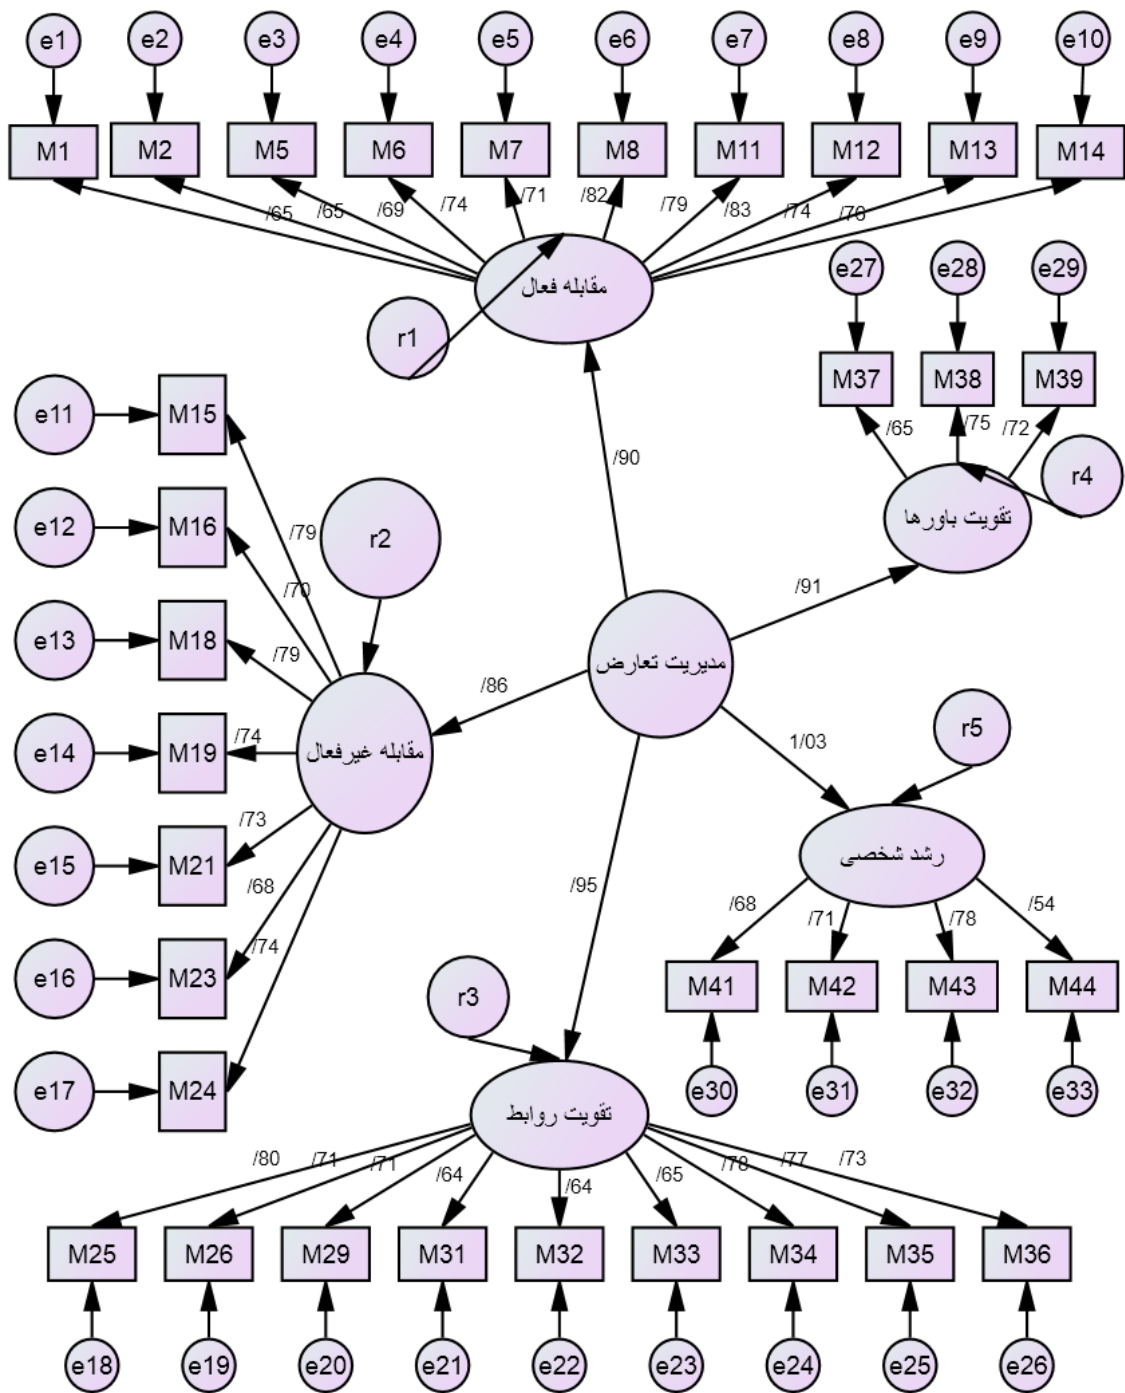 e1 e2 e3 e4 e5 e6 e7 e8 e9 e10
M1 M2 M5 M6 M7 M8 M11 M12 M13 M14
/65 /65 /69 /74 /71 /82 /79 /83 /74 /76
مقابله فعال
r1
e27 e28 e29
M37 M38 M39
/65 /75 /72
r4
تقویت باورها
/90
/91
e11 M15
e12 M16
e13 M18
e14 M19
e15 M21
e16 M23
e17 M24
/79
/70
/79
/74
/73
/68
/74
r2
مقابله غیرفعال
/86
مدیریت تعارض
1/03
r5
رشد شخصی
/68 /71 /78 /54
M41 M42 M43 M44
e30 e31 e32 e33
/95
r3
تقویت روابط
/80 /71 /71 /64 /64 /65 /78 /77 /73
M25 M26 M29 M31 M32 M33 M34 M35 M36
e18 e19 e20 e21 e22 e23 e24 e25 e26